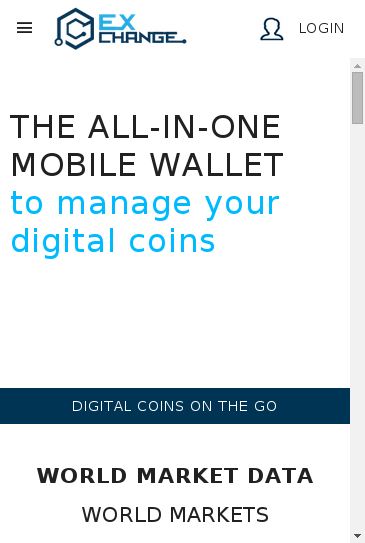 EX
CHANGE
LOGIN
THE ALL-IN-ONE
MOBILE WALLET
to manage your
digital coins
DIGITAL COINS ON THE GO
WORLD MARKET DATA
WORLD MARKETS